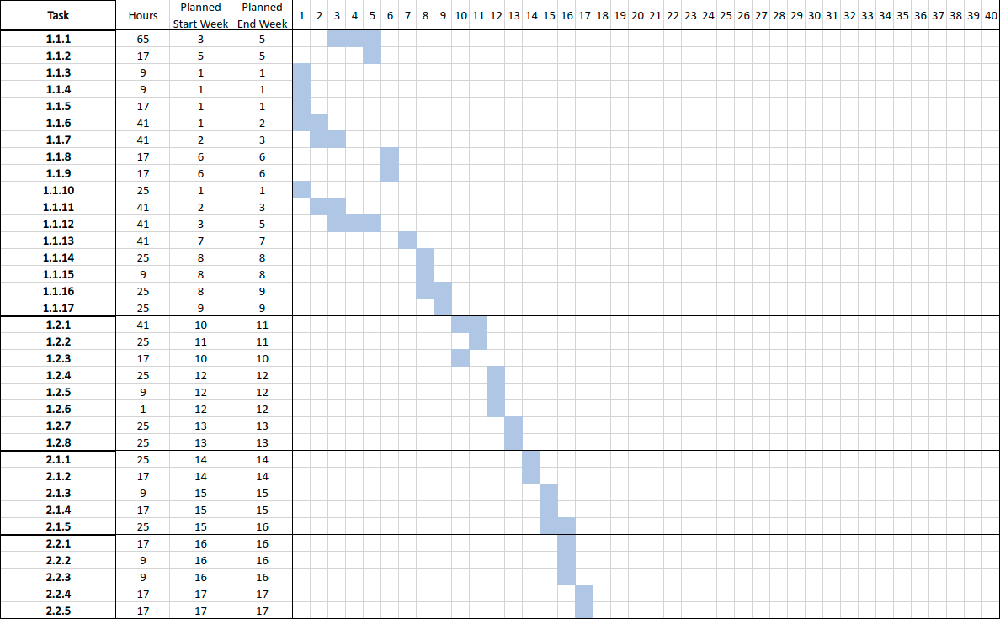 Task Hours Planned Start Week Planned End Week 1 2 3 4 5 6 7 8 9 10 11 12 13 14 15 16 17 18 19 20 21 22 23 24 25 26 27 28 29 30 31 32 33 34 35 36 37 38 39 40
1.1.1 65 3 5
1.1.2 17 5 5
1.1.3 9 1 1
1.1.4 9 1 1
1.1.5 17 1 1
1.1.6 41 1 2
1.1.7 41 2 3
1.1.8 17 6 6
1.1.9 17 6 6
1.1.10 25 1 1
1.1.11 41 2 3
1.1.12 41 3 5
1.1.13 41 7 7
1.1.14 25 8 8
1.1.15 9 8 8
1.1.16 25 8 9
1.1.17 25 9 9
1.2.1 41 10 11
1.2.2 25 11 11
1.2.3 17 10 10
1.2.4 25 12 12
1.2.5 9 12 12
1.2.6 1 12 12
1.2.7 25 13 13
1.2.8 25 13 13
2.1.1 25 14 14
2.1.2 17 14 14
2.1.3 9 15 15
2.1.4 17 15 15
2.1.5 25 15 16
2.2.1 17 16 16
2.2.2 9 16 16
2.2.3 9 16 16
2.2.4 17 17 17
2.2.5 17 17 17